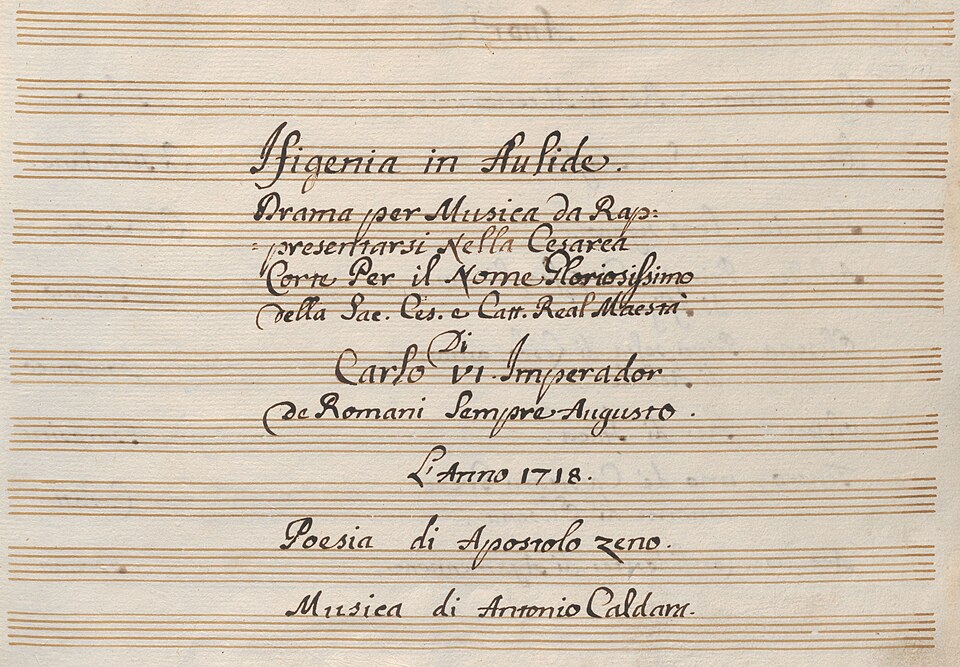 Ifigenia in Aulide.
Drama per Musica da Rap=
=presentarsi Nella Cesarea
Corte Per il Nome Gloriosissimo
della Sac. Ces. e Catt. Real Maestà
Di
Carlo VI. Imperador
de Romani Sempre Augusto.
L'Anno 1718.
Poesia di Apostolo Zeno.
Musica di Antonio Caldara.